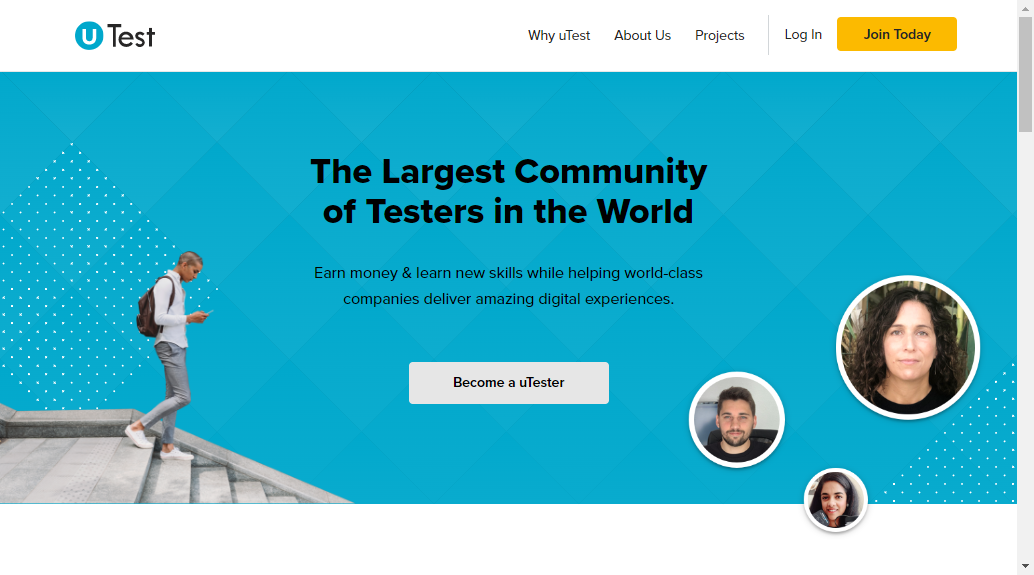 uTest
Why uTest
About Us
Projects
Log In
Join Today
The Largest Community
of Testers in the World
Earn money & learn new skills while helping world-class
companies deliver amazing digital experiences.
Become a uTester